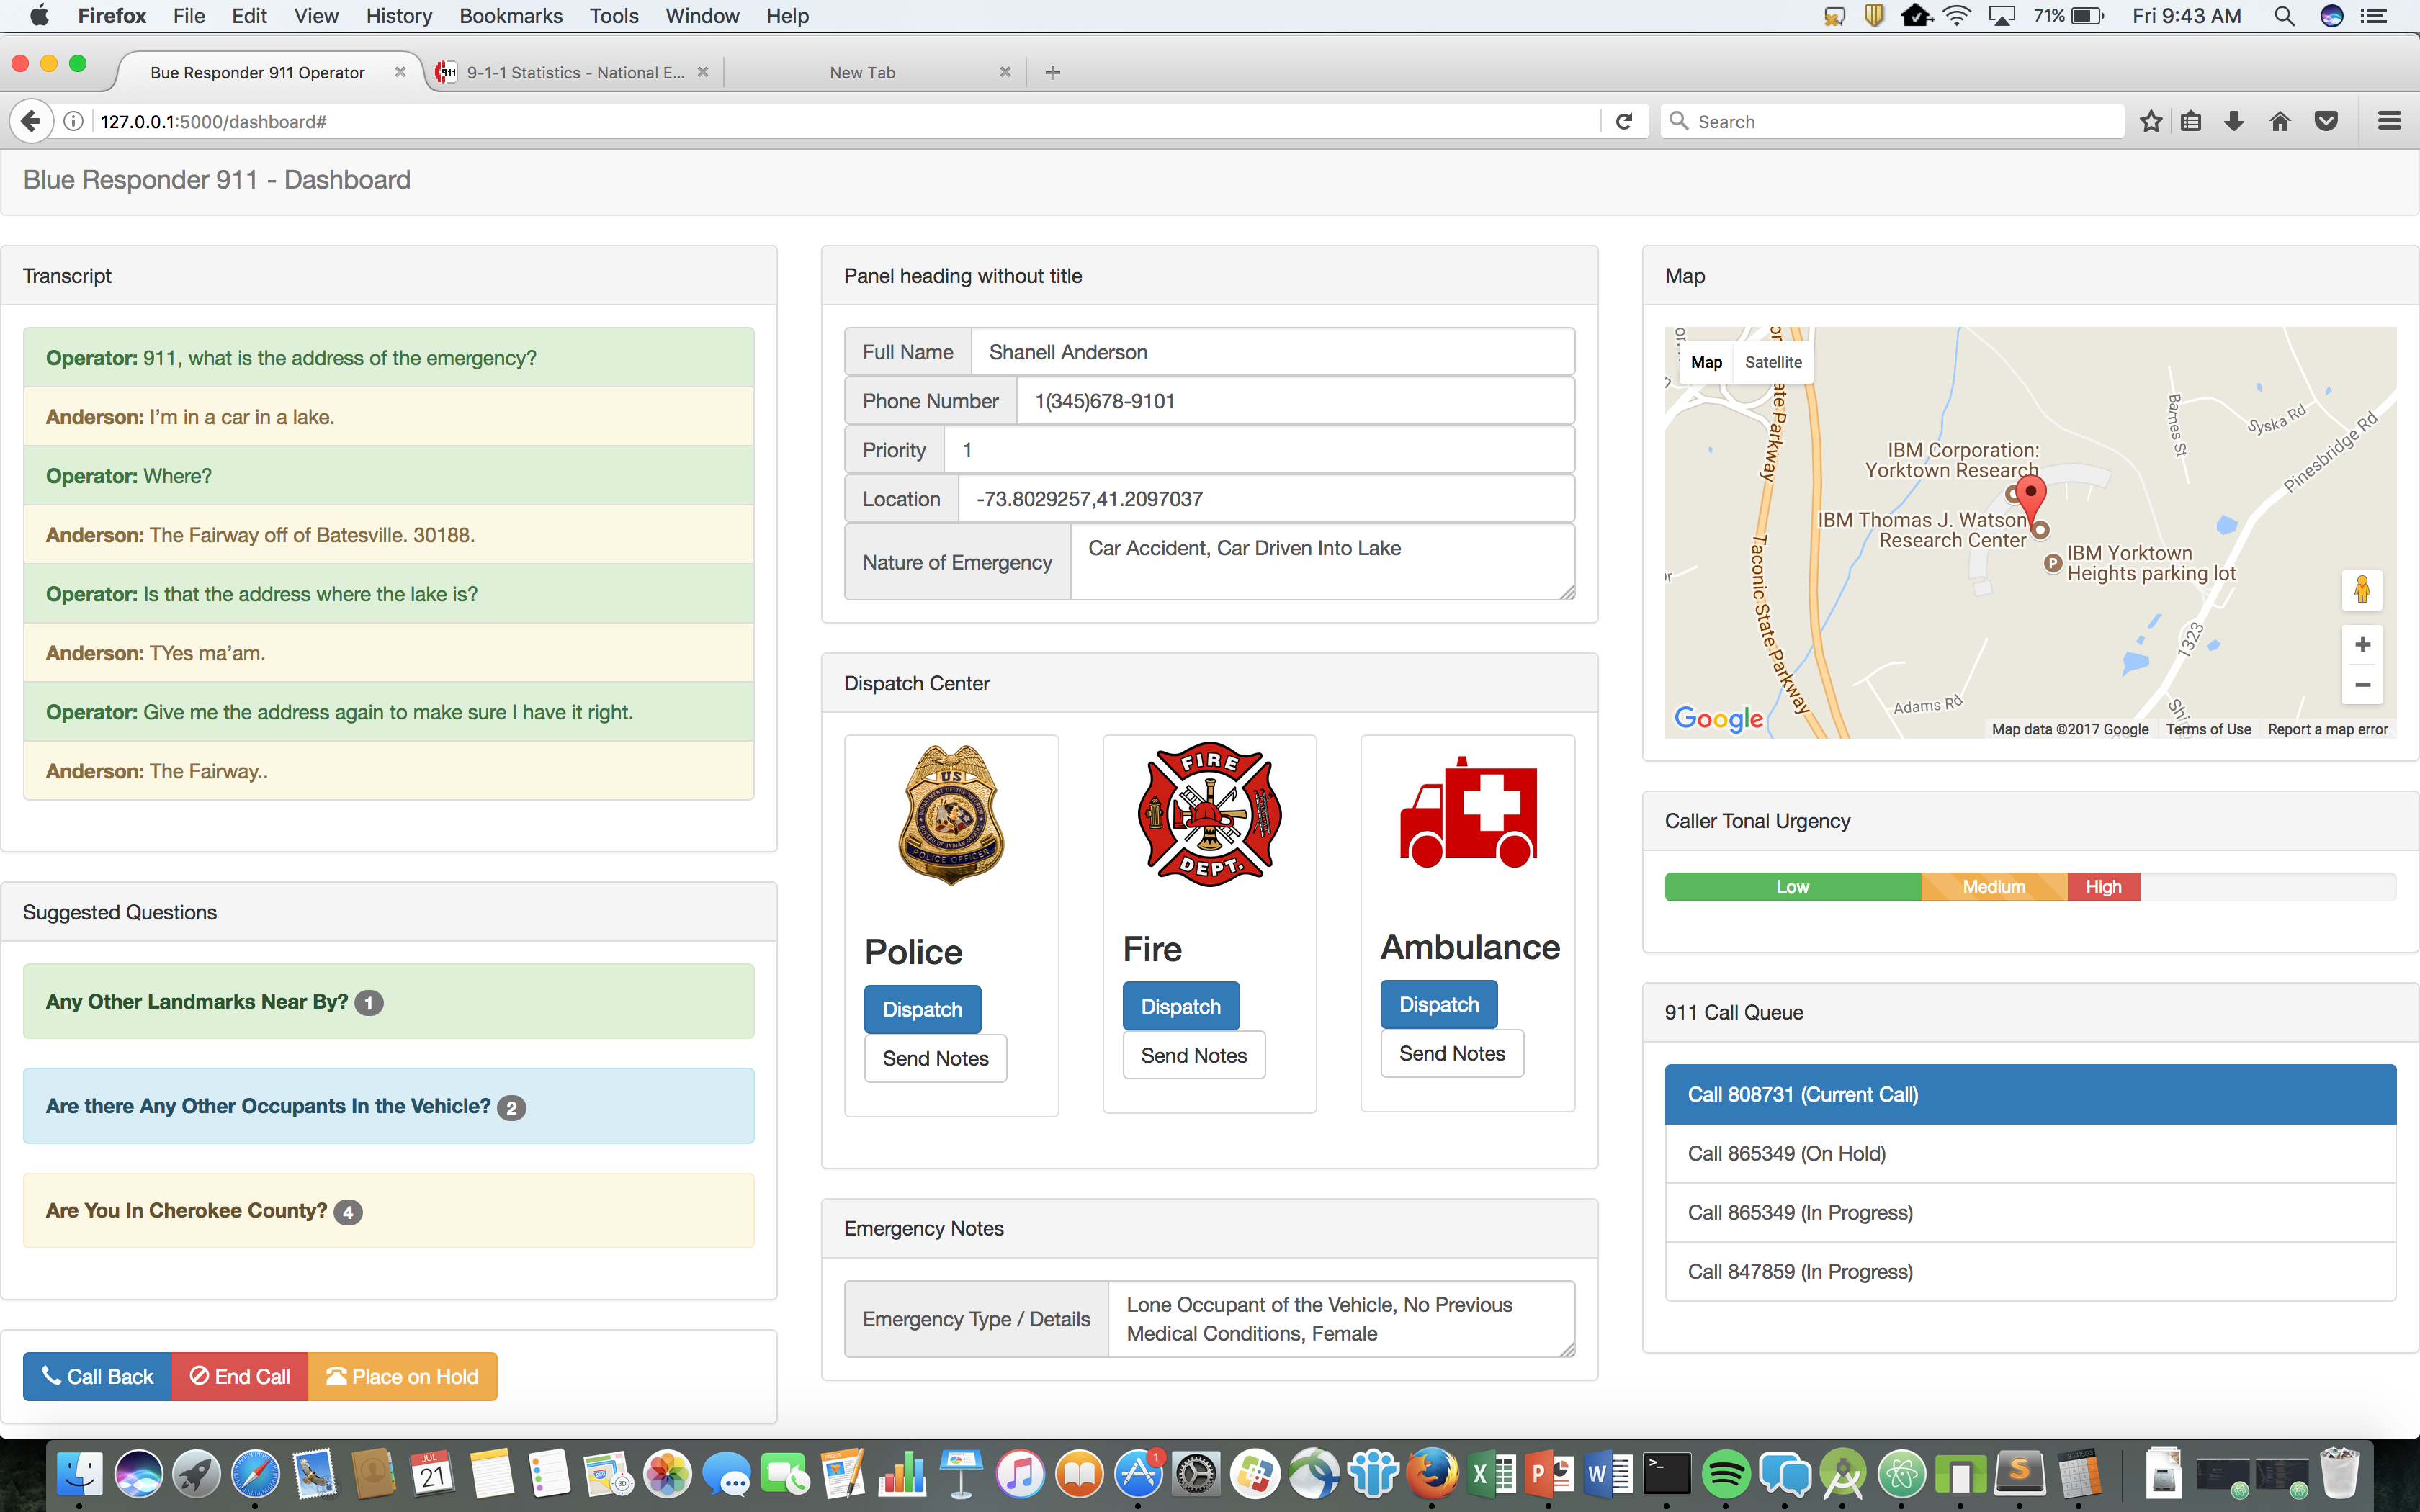 Firefox File Edit View History Bookmarks Tools Window Help 71% Fri 9:43 AM
Bue Responder 911 Operator 9-1-1 Statistics - National E... New Tab
127.0.0.1:5000/dashboard# Search
Blue Responder 911 - Dashboard
Transcript
Operator: 911, what is the address of the emergency?
Anderson: I'm in a car in a lake.
Operator: Where?
Anderson: The Fairway off of Batesville. 30188.
Operator: Is that the address where the lake is?
Anderson: TYes ma'am.
Operator: Give me the address again to make sure I have it right.
Anderson: The Fairway..
Suggested Questions
Any Other Landmarks Near By? 1
Are there Any Other Occupants In the Vehicle? 2
Are You In Cherokee County? 4
Call Back End Call Place on Hold
Panel heading without title
Full Name Shanell Anderson
Phone Number 1(345)678-9101
Priority 1
Location -73.8029257,41.2097037
Nature of Emergency Car Accident, Car Driven Into Lake
Dispatch Center
US
POLICE OFFICER
FIRE
DEPT.
Police
Dispatch
Send Notes
Fire
Dispatch
Send Notes
Ambulance
Dispatch
Send Notes
Emergency Notes
Emergency Type / Details
Lone Occupant of the Vehicle, No Previous
Medical Conditions, Female
Map
Map Satellite
Taconic State Parkway
IBM Corporation:
Yorktown Research
IBM Thomas J. Watson
Research Center
P
IBM Yorktown
Heights parking lot
Barnes St
Syska Rd
Pinesbridge Rd
1323
Adams Rd
Google
Map data ©2017 Google Terms of Use Report a map error
Caller Tonal Urgency
Low Medium High
911 Call Queue
Call 808731 (Current Call)
Call 865349 (On Hold)
Call 865349 (In Progress)
Call 847859 (In Progress)
JUL
21
1